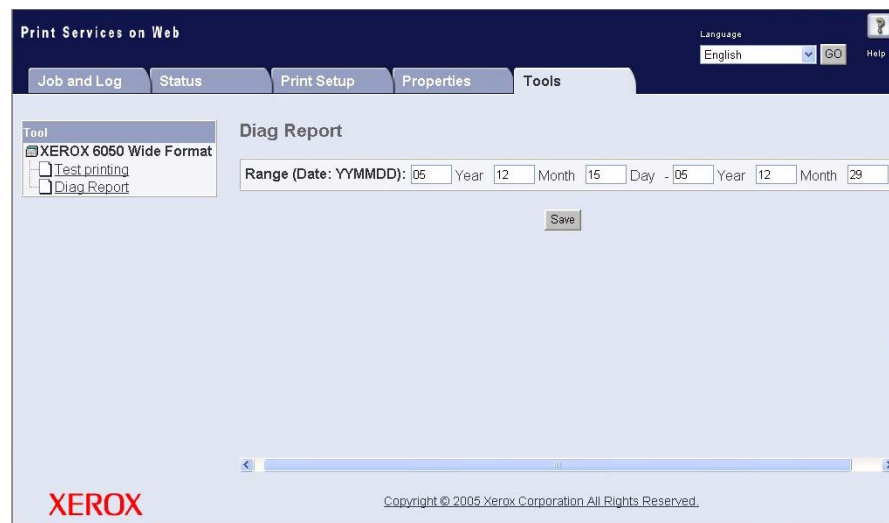 Print Services on Web
Language
English GO Help
Job and Log Status Print Setup Properties Tools
Tool
XEROX 6050 Wide Format
Test printing
Diag Report
Diag Report
Range (Date: YYMMDD): 05 Year 12 Month 15 Day - 05 Year 12 Month 29
Save
XEROX
Copyright © 2005 Xerox Corporation All Rights Reserved.